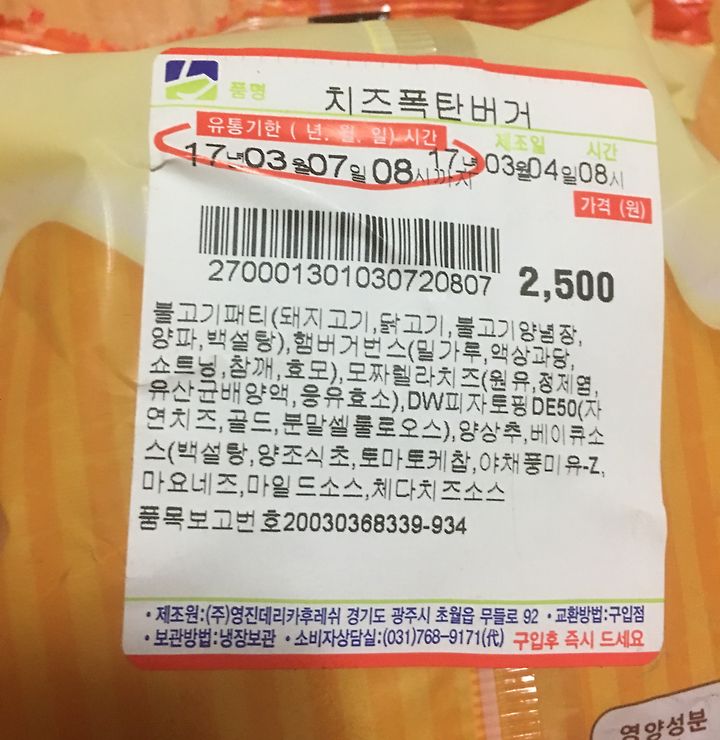 품명 치즈폭탄버거
유통기한 ( 년. 월. 일) 시간 제조일 시간
17년03월07일 08시까지 17년03월04일08시
가격 (원)
270001301030720807 2,500
불고기패티(돼지고기,닭고기,불고기양념장,
양파,백설탕),햄버거번스(밀가루,액상과당,
쇼트닝,참깨,효모),모짜렐라치즈(원유,정제염,
유산균배양액,응유효소),DW피자토핑DE50(자
연치즈,골드,분말셀룰로오스),양상추,베이큐소
스(백설탕,양조식초,토마토케찹,야채풍미유-Z,
마요네즈,마일드소스,체다치즈소스
품목보고번호20030368339-934
• 제조원:(주)영진데리카후레쉬 경기도 광주시 초월읍 무들로 92 • 교환방법:구입점
• 보관방법:냉장보관 • 소비자상담실:(031)768-9171(代) 구입후 즉시 드세요
영양성분